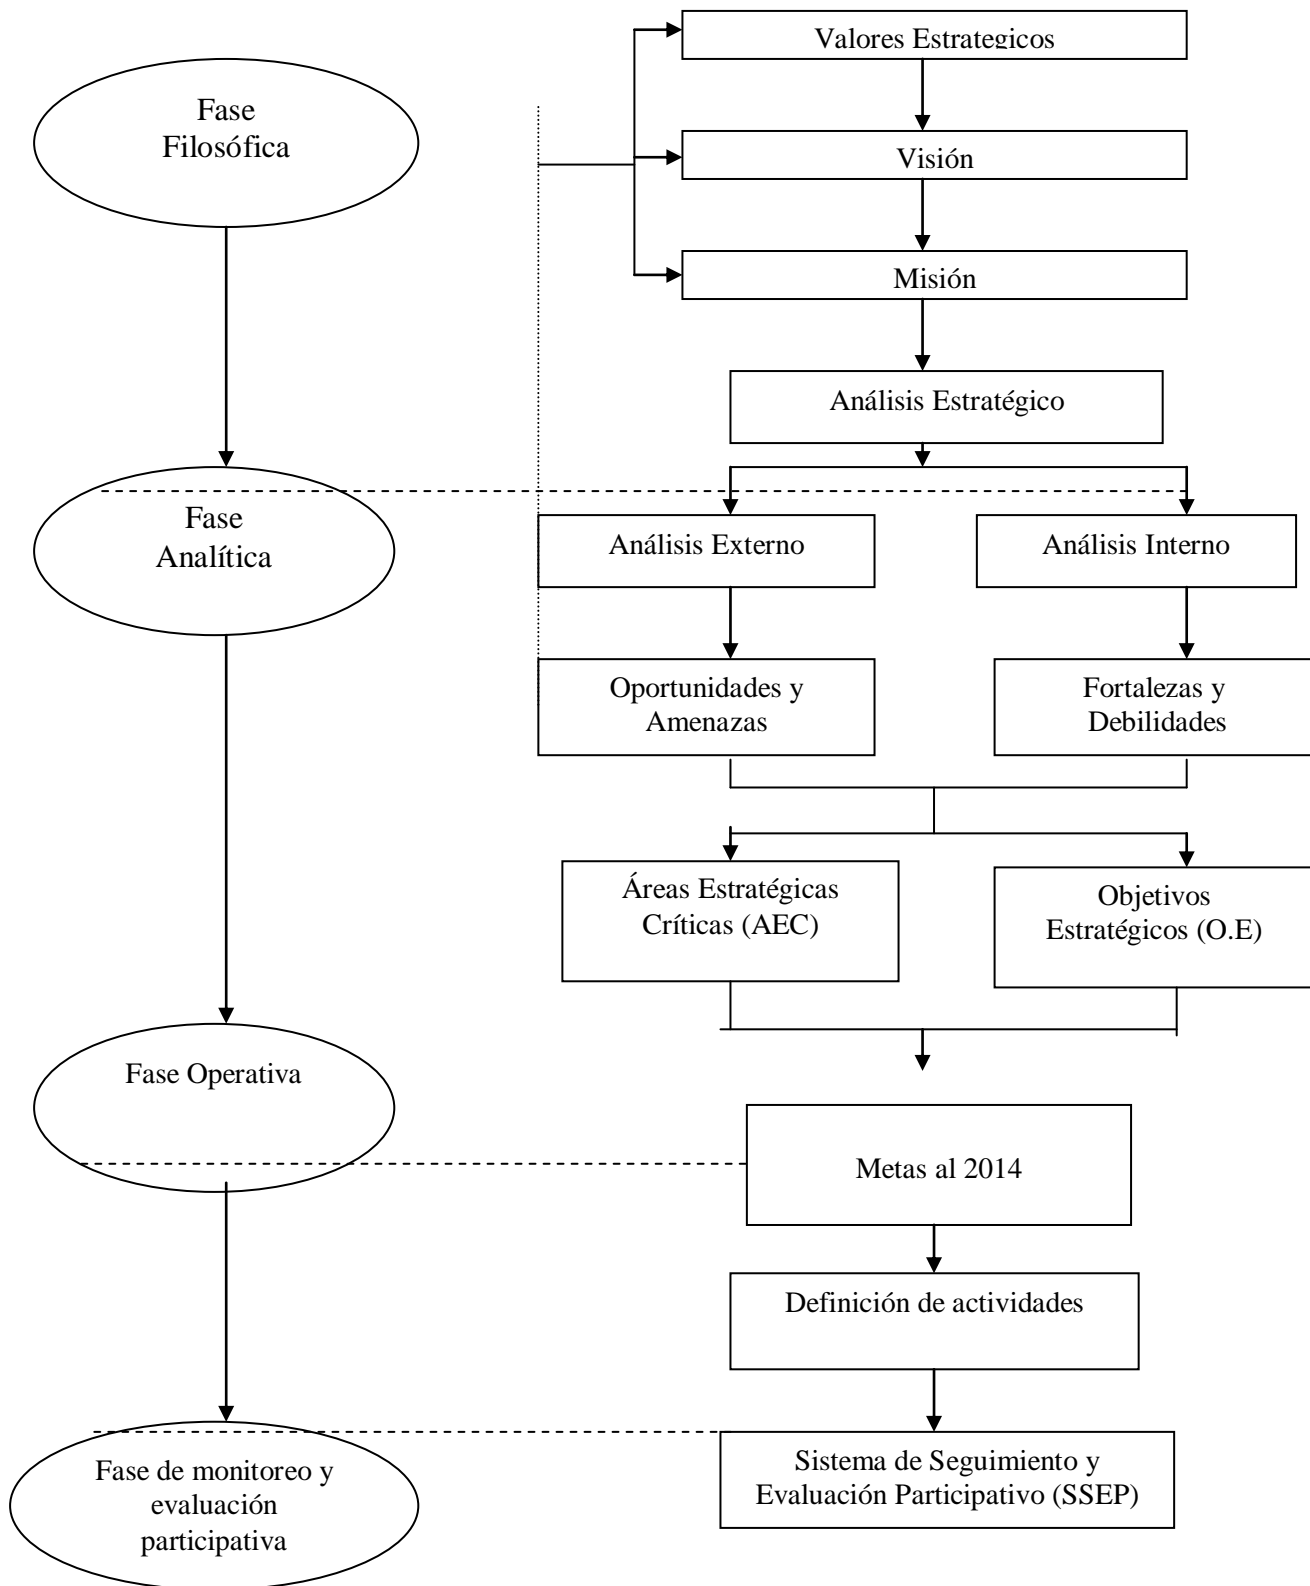 Valores Estrategicos
Fase
Filosófica
Visión
Misión
Análisis Estratégico
Fase
Analítica
Análisis Externo
Análisis Interno
Oportunidades y
Amenazas
Fortalezas y
Debilidades
Áreas Estratégicas
Críticas (AEC)
Objetivos
Estratégicos (O.E)
Fase Operativa
Metas al 2014
Definición de actividades
Fase de monitoreo y
evaluación
participativa
Sistema de Seguimiento y
Evaluación Participativo (SSEP)